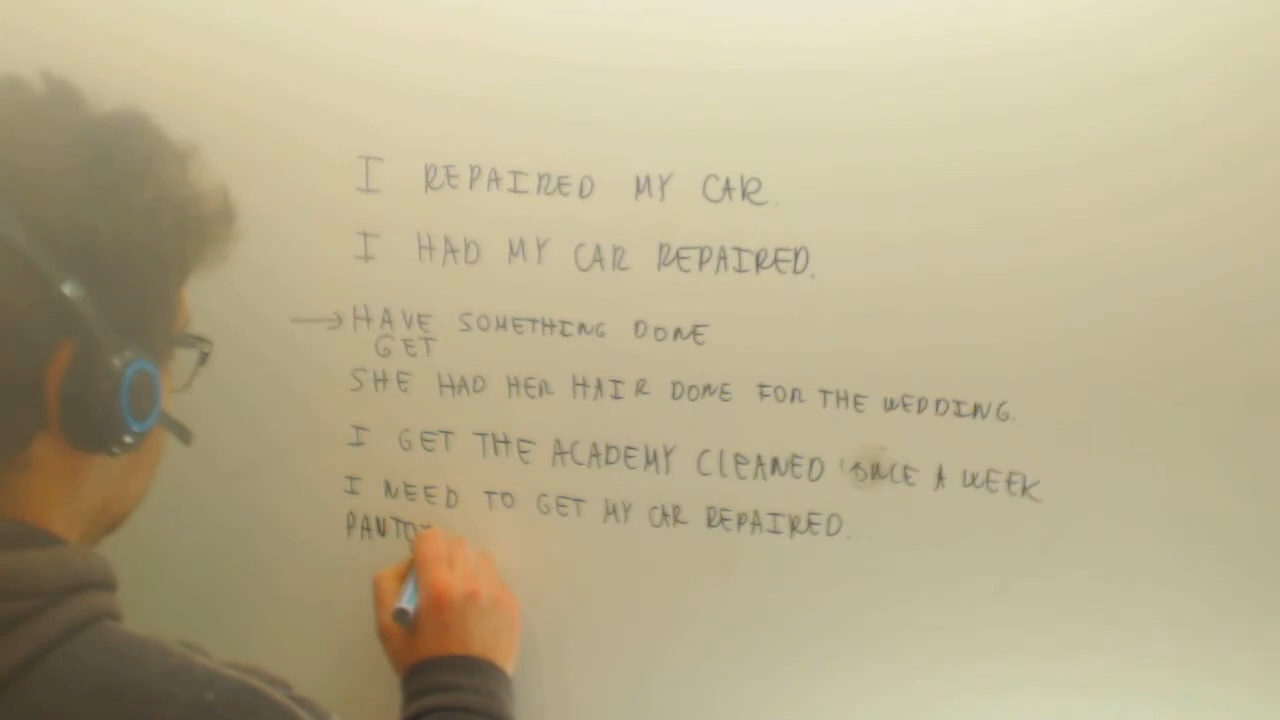 I REPAIRED MY CAR.
I HAD MY CAR REPAIRED.
→ HAVE SOMETHING DONE
GET
SHE HAD HER HAIR DONE FOR THE WEDDING.
I GET THE ACADEMY CLEANED ONCE A WEEK
I NEED TO GET MY CAR REPAIRED.